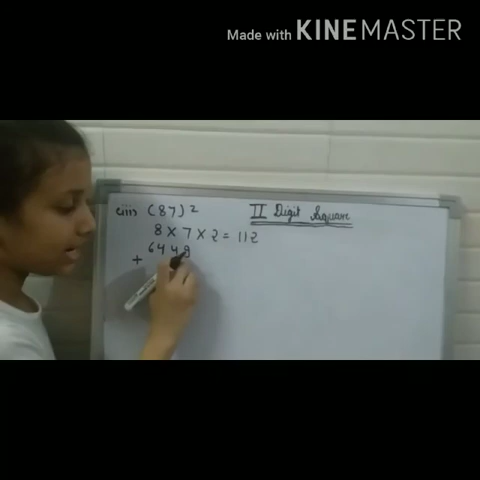 Made with KINEMASTER
(iii) (87)²
II Digit Square
8 × 7 × 2 = 112
6449
+